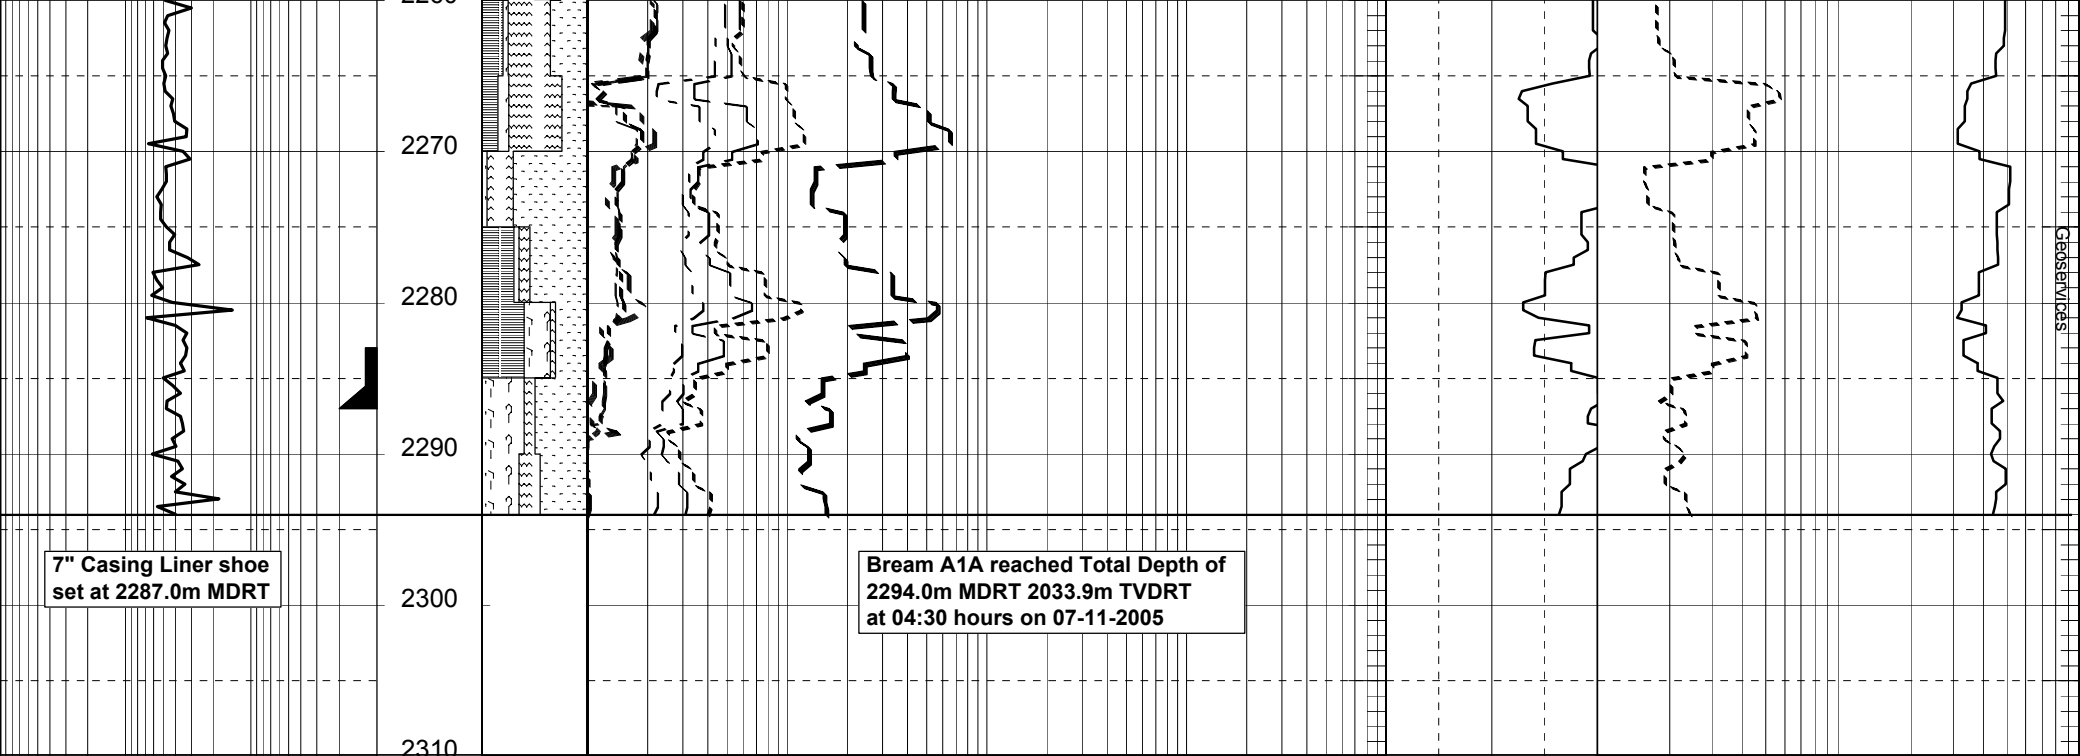 2260
2270
2280
2290
2300
2310
7" Casing Liner shoe
set at 2287.0m MDRT
Bream A1A reached Total Depth of
2294.0m MDRT 2033.9m TVDRT
at 04:30 hours on 07-11-2005
Geoservices